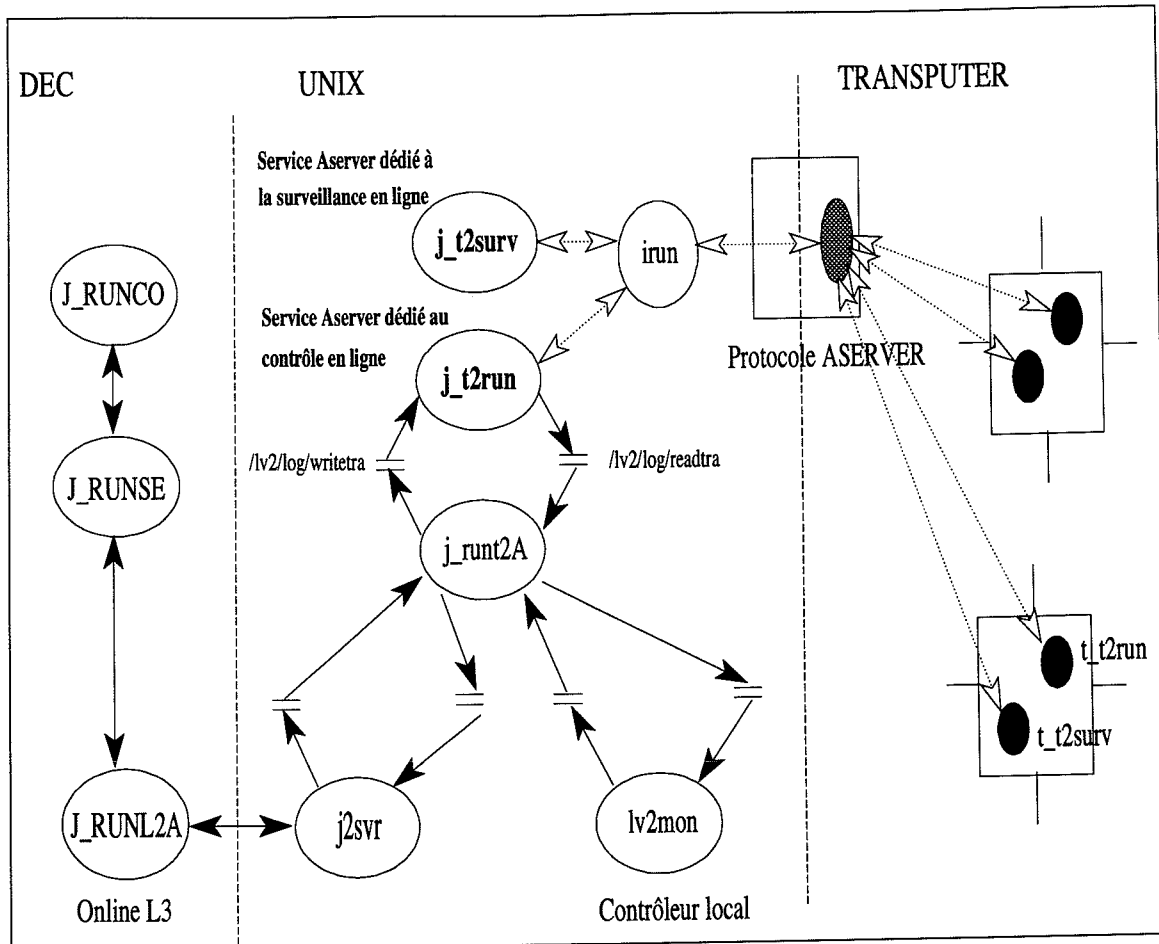 DEC
UNIX
TRANSPUTER
Service Aserver dédié à
la surveillance en ligne
j_t2surv
irun
J_RUNCO
Service Aserver dédié au
contrôle en ligne
j_t2run
Protocole ASERVER
/lv2/log/writetra
/lv2/log/readtra
J_RUNSE
j_runt2A
t_t2run
t_t2surv
J_RUNL2A
j2svr
lv2mon
Online L3
Contrôleur local